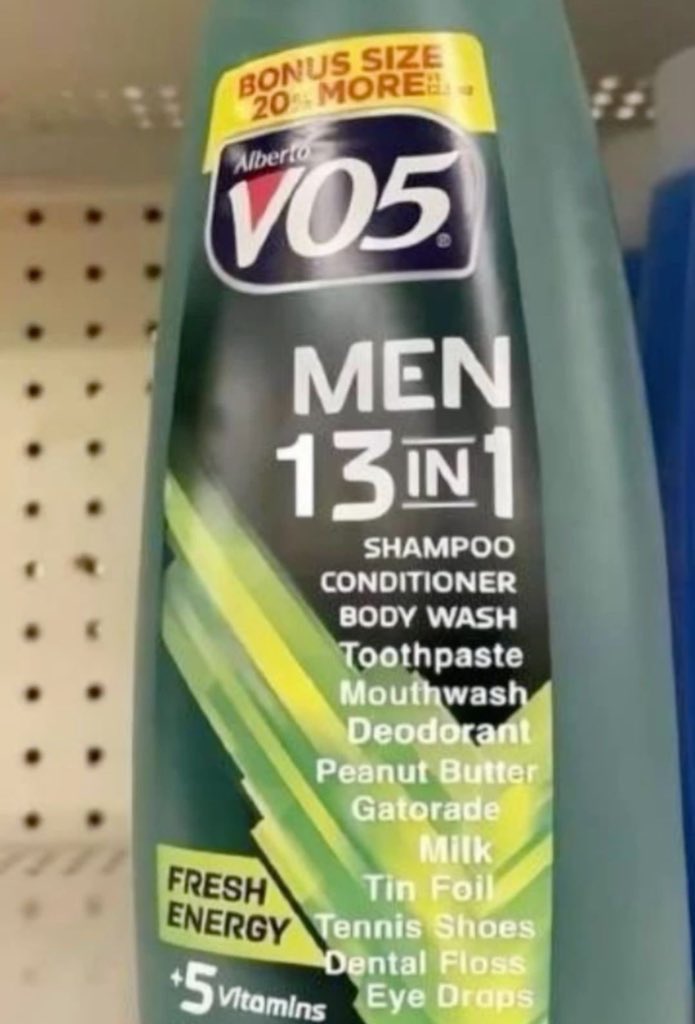 BONUS SIZE
20% MORE
Alberto
VO5®
MEN
13 IN 1
SHAMPOO
CONDITIONER
BODY WASH
Toothpaste
Mouthwash
Deodorant
Peanut Butter
Gatorade
Milk
Tin Foil
Tennis Shoes
Dental Floss
Eye Drops
FRESH
ENERGY
+5 Vitamins